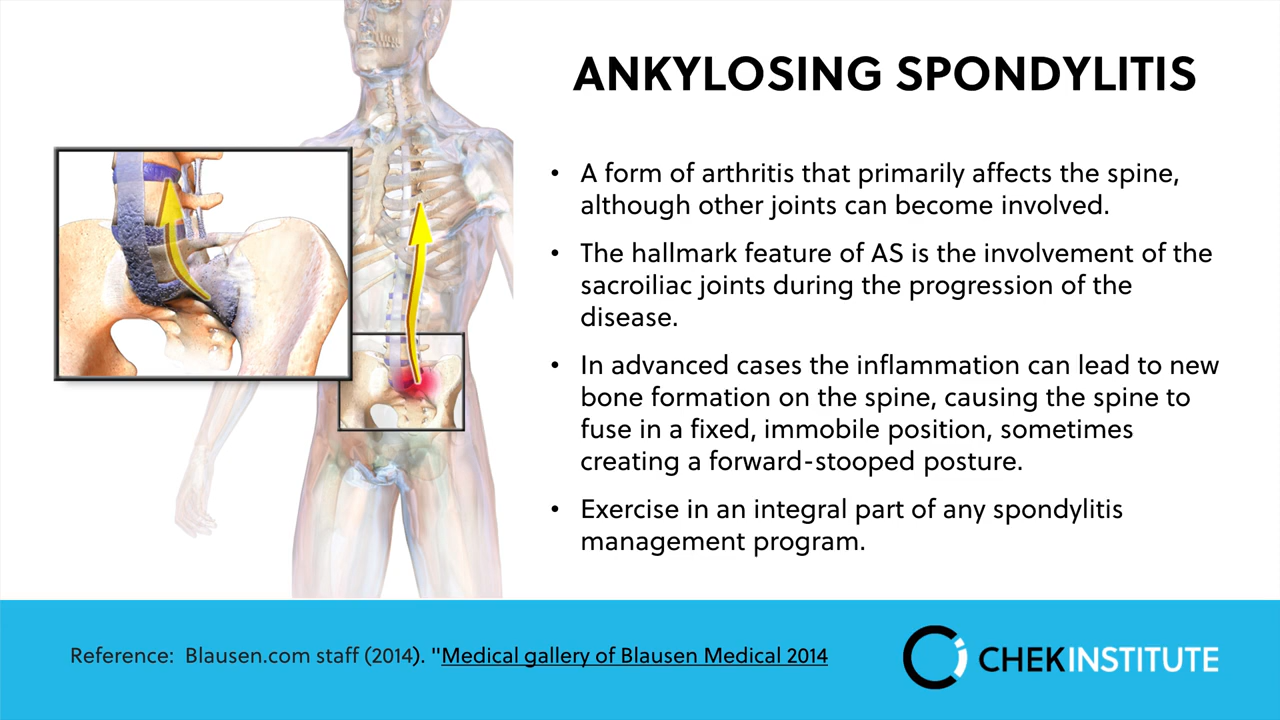 ANKYLOSING SPONDYLITIS
• A form of arthritis that primarily affects the spine,
although other joints can become involved.
• The hallmark feature of AS is the involvement of the
sacroiliac joints during the progression of the
disease.
• In advanced cases the inflammation can lead to new
bone formation on the spine, causing the spine to
fuse in a fixed, immobile position, sometimes
creating a forward-stooped posture.
• Exercise in an integral part of any spondylitis
management program.
Reference:  Blausen.com staff (2014). "Medical gallery of Blausen Medical 2014
CHEKINSTITUTE